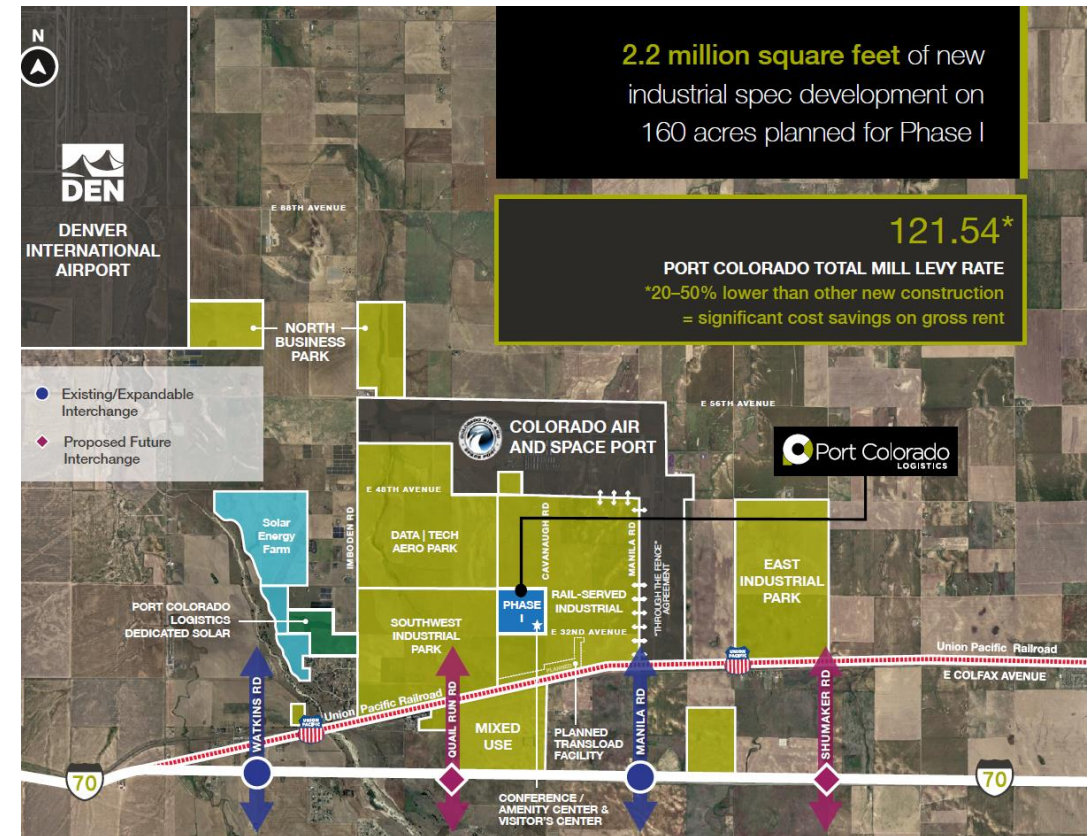 N
2.2 million square feet of new
industrial spec development on
160 acres planned for Phase I
DEN
DENVER
INTERNATIONAL
AIRPORT
E 88TH AVENUE
121.54*
PORT COLORADO TOTAL MILL LEVY RATE
*20–50% lower than other new construction
= significant cost savings on gross rent
NORTH
BUSINESS
PARK
Existing/Expandable
Interchange
Proposed Future
Interchange
E 56TH AVENUE
COLORADO AIR
AND SPACE PORT
Port Colorado
LOGISTICS
E 48TH AVENUE
Solar
Energy
Farm
IMBODEN RD
DATA | TECH
AERO PARK
CAVANAUGH RD
MANILA RD
"THROUGH THE FENCE"
AGREEMENT
EAST
INDUSTRIAL
PARK
PORT COLORADO
LOGISTICS
DEDICATED SOLAR
PHASE
I
RAIL-SERVED
INDUSTRIAL
SOUTHWEST
INDUSTRIAL
PARK
E 32ND AVENUE
PLANNED
UNION
PACIFIC
Union Pacific Railroad
E COLFAX AVENUE
Union Pacific Railroad
UNION
PACIFIC
WATKINS RD
QUAIL RUN RD
MANILA RD
SHUMAKER RD
MIXED
USE
PLANNED
TRANSLOAD
FACILITY
70
70
CONFERENCE /
AMENITY CENTER &
VISITOR'S CENTER